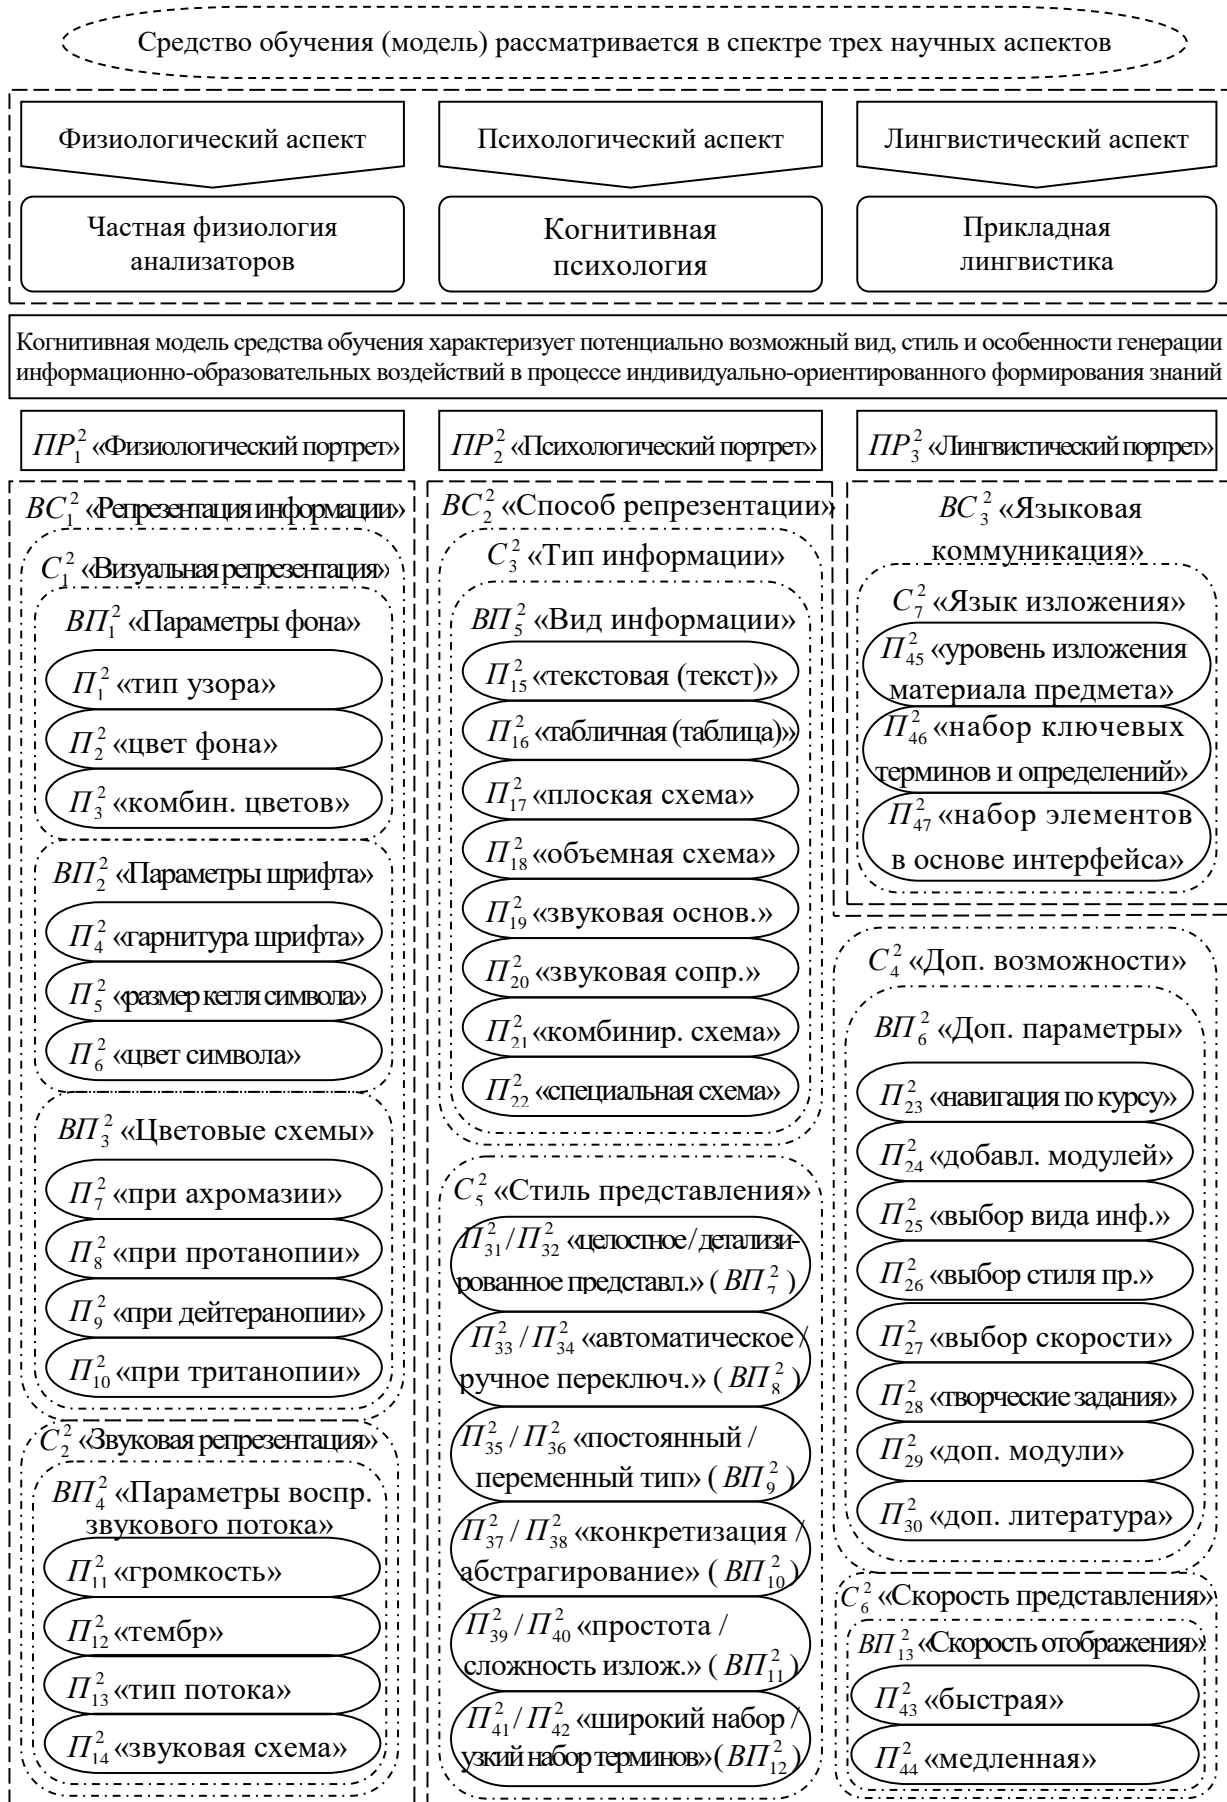 Средство обучения (модель) рассматривается в спектре трех научных аспектов
Физиологический аспект
Частная физиология
анализаторов
Психологический аспект
Когнитивная
психология
Лингвистический аспект
Прикладная
лингвистика
Когнитивная модель средства обучения характеризует потенциально возможный вид, стиль и особенности генерации
информационно-образовательных воздействий в процессе индивидуально-ориентированного формирования знаний
ПР₁² «Физиологический портрет»
ВС₁² «Репрезентация информации»
С₁² «Визуальная репрезентация»
ВП₁² «Параметры фона»
П₁² «тип узора»
П₂² «цвет фона»
П₃² «комбин. цветов»
ВП₂² «Параметры шрифта»
П₄² «гарнитура шрифта»
П₅² «размер кегля символа»
П₆² «цвет символа»
ВП₃² «Цветовые схемы»
П₇² «при ахромазии»
П₈² «при протанопии»
П₉² «при дейтеранопии»
П₁₀² «при тританопии»
С₂² «Звуковая репрезентация»
ВП₄² «Параметры воспр.
звукового потока»
П₁₁² «громкость»
П₁₂² «тембр»
П₁₃² «тип потока»
П₁₄² «звуковая схема»
ПР₂² «Психологический портрет»
ВС₂² «Способ репрезентации»
С₃² «Тип информации»
ВП₅² «Вид информации»
П₁₅² «текстовая (текст)»
П₁₆² «табличная (таблица)»
П₁₇² «плоская схема»
П₁₈² «объемная схема»
П₁₉² «звуковая основ.»
П₂₀² «звуковая сопр.»
П₂₁² «комбинир. схема»
П₂₂² «специальная схема»
С₅² «Стиль представления»
П₃₁² / П₃₂² «целостное / детализи-
рованное представл.» ( ВП₇² )
П₃₃² / П₃₄² «автоматическое /
ручное переключ.» ( ВП₈² )
П₃₅² / П₃₆² «постоянный /
переменный тип» ( ВП₉² )
П₃₇² / П₃₈² «конкретизация /
абстрагирование» ( ВП₁₀² )
П₃₉² / П₄₀² «простота /
сложность излож.» ( ВП₁₁² )
П₄₁² / П₄₂² «широкий набор /
узкий набор терминов» ( ВП₁₂² )
ПР₃² «Лингвистический портрет»
ВС₃² «Языковая
коммуникация»
С₇² «Язык изложения»
П₄₅² «уровень изложения
материала предмета»
П₄₆² «набор ключевых
терминов и определений»
П₄₇² «набор элементов
в основе интерфейса»
С₄² «Доп. возможности»
ВП₆² «Доп. параметры»
П₂₃² «навигация по курсу»
П₂₄² «добавл. модулей»
П₂₅² «выбор вида инф.»
П₂₆² «выбор стиля пр.»
П₂₇² «выбор скорости»
П₂₈² «творческие задания»
П₂₉² «доп. модули»
П₃₀² «доп. литература»
С₆² «Скорость представления»
ВП₁₃² «Скорость отображения»
П₄₃² «быстрая»
П₄₄² «медленная»